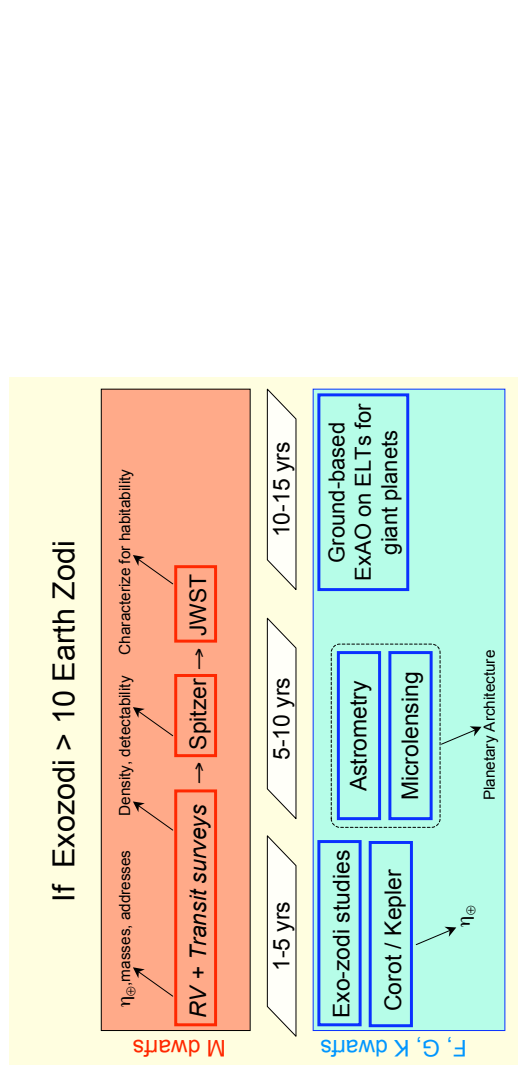 If Exozodi > 10 Earth Zodi
M dwarfs
η⊕,masses, addresses
Density, detectability
Characterize for habitability
RV + Transit surveys → Spitzer → JWST
1-5 yrs
5-10 yrs
10-15 yrs
F, G, K dwarfs
Exo-zodi studies
Corot / Kepler
η⊕
Astrometry
Microlensing
Planetary Architecture
Ground-based
ExAO on ELTs for
giant planets